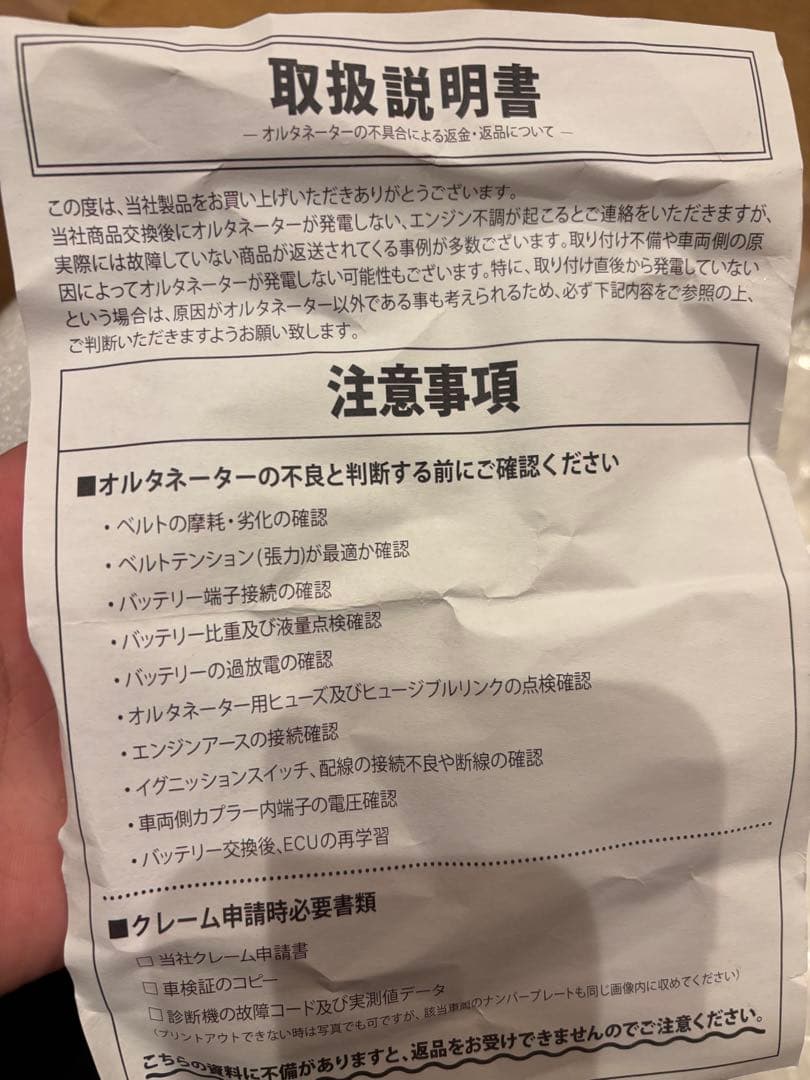 取扱説明書
― オルタネーターの不具合による返金・返品について ―
この度は、当社製品をお買い上げいただきありがとうございます。
当社商品交換後にオルタネーターが発電しない、エンジン不調が起こるとご連絡をいただきますが、
実際には故障していない商品が返送されてくる事例が多数ございます。取り付け不備や車両側の原
因によってオルタネーターが発電しない可能性もございます。特に、取り付け直後から発電していない
という場合は、原因がオルタネーター以外である事も考えられるため、必ず下記内容をご参照の上、
ご判断いただきますようお願い致します。
注意事項
■オルタネーターの不良と判断する前にご確認ください
・ベルトの摩耗・劣化の確認
・ベルトテンション(張力)が最適か確認
・バッテリー端子接続の確認
・バッテリー比重及び液量点検確認
・バッテリーの過放電の確認
・オルタネーター用ヒューズ及びヒュージブルリンクの点検確認
・エンジンアースの接続確認
・イグニッションスイッチ、配線の接続不良や断線の確認
・車両側カプラー内端子の電圧確認
・バッテリー交換後、ECUの再学習
■クレーム申請時必要書類
□ 当社クレーム申請書
□ 車検証のコピー
□ 診断機の故障コード及び実測値データ
(プリントアウトできない時は写真でも可ですが、該当車両のナンバープレートも同じ画像内に収めてください)
こちらの資料に不備がありますと、返品をお受けできませんのでご注意ください。